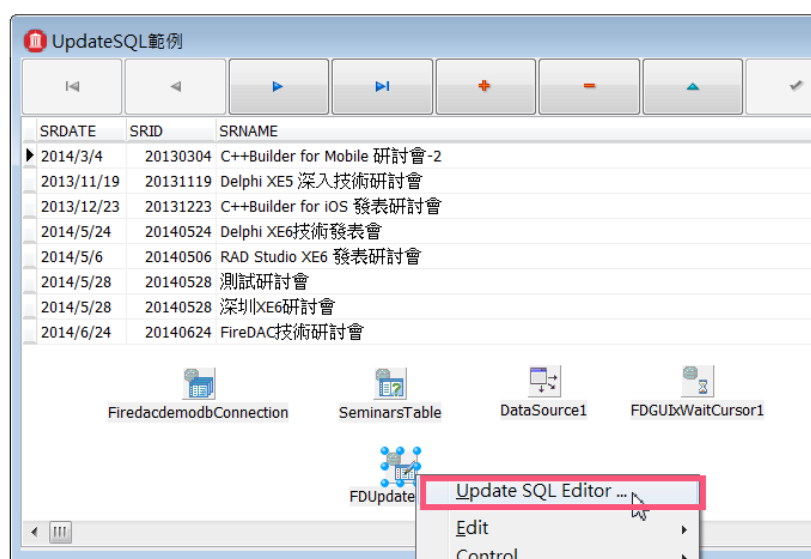 UpdateSQL範例
SRDATE SRID SRNAME
2014/3/4 20130304 C++Builder for Mobile 研討會-2
2013/11/19 20131119 Delphi XE5 深入技術研討會
2013/12/23 20131223 C++Builder for iOS 發表研討會
2014/5/24 20140524 Delphi XE6技術發表會
2014/5/6 20140506 RAD Studio XE6 發表研討會
2014/5/28 20140528 測試研討會
2014/5/28 20140528 深圳XE6研討會
2014/6/24 20140624 FireDAC技術研討會
FiredacdemodbConnection SeminarsTable DataSource1 FDGUIxWaitCursor1
FDUpdate
Update SQL Editor ...
Edit
Control